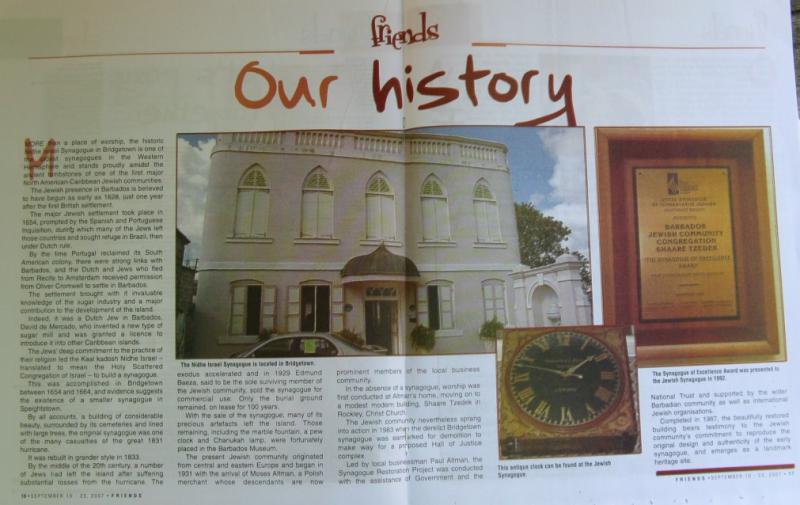 friends
Our history
MORE than a place of worship, the historic
Nidhe Israel Synagogue in Bridgetown is one of
the oldest synagogues in the Western
Hemisphere and stands proudly amidst the
ancient tombstones of one of the first major
North American-Caribbean Jewish communities.
The Jewish presence in Barbados is believed
to have begun as early as 1628, just one year
after the first British settlement.
The major Jewish settlement took place in
1654, prompted by the Spanish and Portuguese
Inquisition, during which many of the Jews left
those countries and sought refuge in Brazil, then
under Dutch rule.
By the time Portugal reclaimed its South
American colony, there were strong links with
Barbados, and the Dutch and Jews who fled
from Recife to Amsterdam received permission
from Oliver Cromwell to settle in Barbados.
The settlement brought with it invaluable
knowledge of the sugar industry and a major
contribution to the development of the island.
Indeed, it was a Dutch Jew in Barbados,
David de Mercado, who invented a new type of
sugar mill and was granted a licence to
introduce it into other Caribbean islands.
The Jews' deep commitment to the practice of
their religion led the Kaal kadosh Nidhe Israel –
translated to mean the Holy Scattered
Congregation of Israel – to build a synagogue.
This was accomplished in Bridgetown
between 1654 and 1664, and evidence suggests
the existence of a smaller synagogue in
Speightstown.
By all accounts, a building of considerable
beauty, surrounded by its cemeteries and lined
with large trees, the original synagogue was one
of the many casualties of the great 1831
hurricane.
It was rebuilt in grander style in 1833.
By the middle of the 20th century, a number
of Jews had left the island after suffering
substantial losses from the hurricane. The
The Nidhe Israel Synagogue is located in Bridgetown.
exodus accelerated and in 1929 Edmund
Baeza, said to be the sole surviving member of
the Jewish community, sold the synagogue for
commercial use. Only the burial ground
remained, on lease for 100 years.
With the sale of the synagogue, many of its
precious artefacts left the island. Those
remaining, including the marble fountain, a pew
clock and Chanukah lamp, were fortunately
placed in the Barbados Museum.
The present Jewish community originated
from central and eastern Europe and began in
1931 with the arrival of Moses Altman, a Polish
merchant whose descendants are now
prominent members of the local business
community.
In the absence of a synagogue, worship was
first conducted at Altman's home, moving on to
a modest modern building, Shaare Tzedek in
Rockley, Christ Church.
The Jewish community nevertheless sprang
into action in 1983 when the derelict Bridgetown
synagogue was earmarked for demolition to
make way for a proposed Hall of Justice
complex.
Led by local businessman Paul Altman, the
Synagogue Restoration Project was conducted
with the assistance of Government and the
BARBADOS
JEWISH COMMUNITY
CONGREGATION
SHAARE TZEDEK
The Synagogue of Excellence Award was presented to
the Jewish Synagogue in 1992.
This antique clock can be found at the Jewish
Synagogue.
National Trust and supported by the wider
Barbadian community as well as international
Jewish organisations.
Completed in 1987, the beautifully restored
building bears testimony to the Jewish
community's commitment to reproduce the
original design and authenticity of the early
synagogue, and emerges as a landmark
heritage site.
FRIENDS